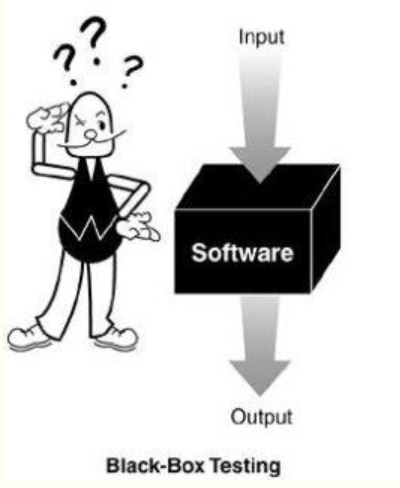 ? ? ?
Input
Software
Output
Black-Box Testing